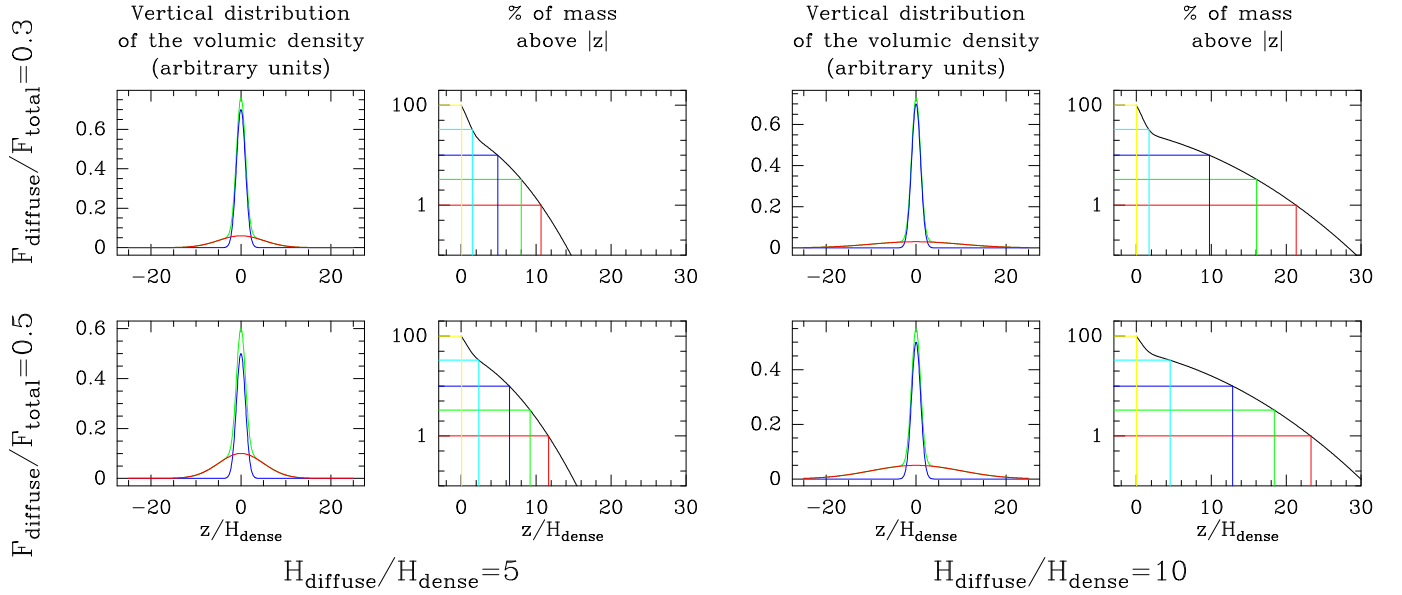 Vertical distribution
of the volumic density
(arbitrary units)
% of mass
above |z|
Vertical distribution
of the volumic density
(arbitrary units)
% of mass
above |z|
F_diffuse/F_total=0.3
0.6
0.4
0.2
0
−20 0 20
100
1
0 10 20 30
0.6
0.4
0.2
0
−20 0 20
100
1
0 10 20 30
F_diffuse/F_total=0.5
0.6
0.4
0.2
0
−20 0 20
z/H_dense
100
1
0 10 20 30
z/H_dense
0.4
0.2
0
−20 0 20
z/H_dense
100
1
0 10 20 30
z/H_dense
H_diffuse/H_dense=5
H_diffuse/H_dense=10